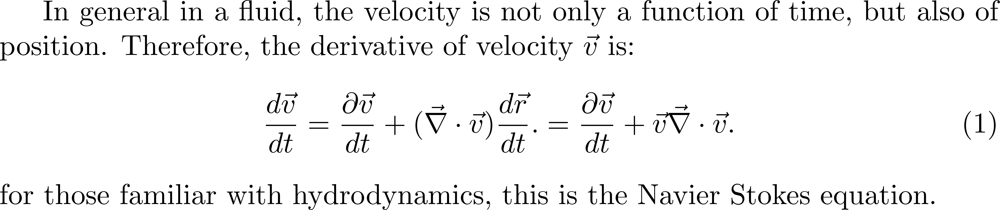 In general in a fluid, the velocity is not only a function of time, but also of
position. Therefore, the derivative of velocity $\vec{v}$ is:
$$\frac{d\vec{v}}{dt} = \frac{\partial\vec{v}}{dt} + (\vec{\nabla} \cdot \vec{v})\frac{d\vec{r}}{dt}. = \frac{\partial\vec{v}}{dt} + \vec{v}\vec{\nabla} \cdot \vec{v}. \quad (1)$$
for those familiar with hydrodynamics, this is the Navier Stokes equation.